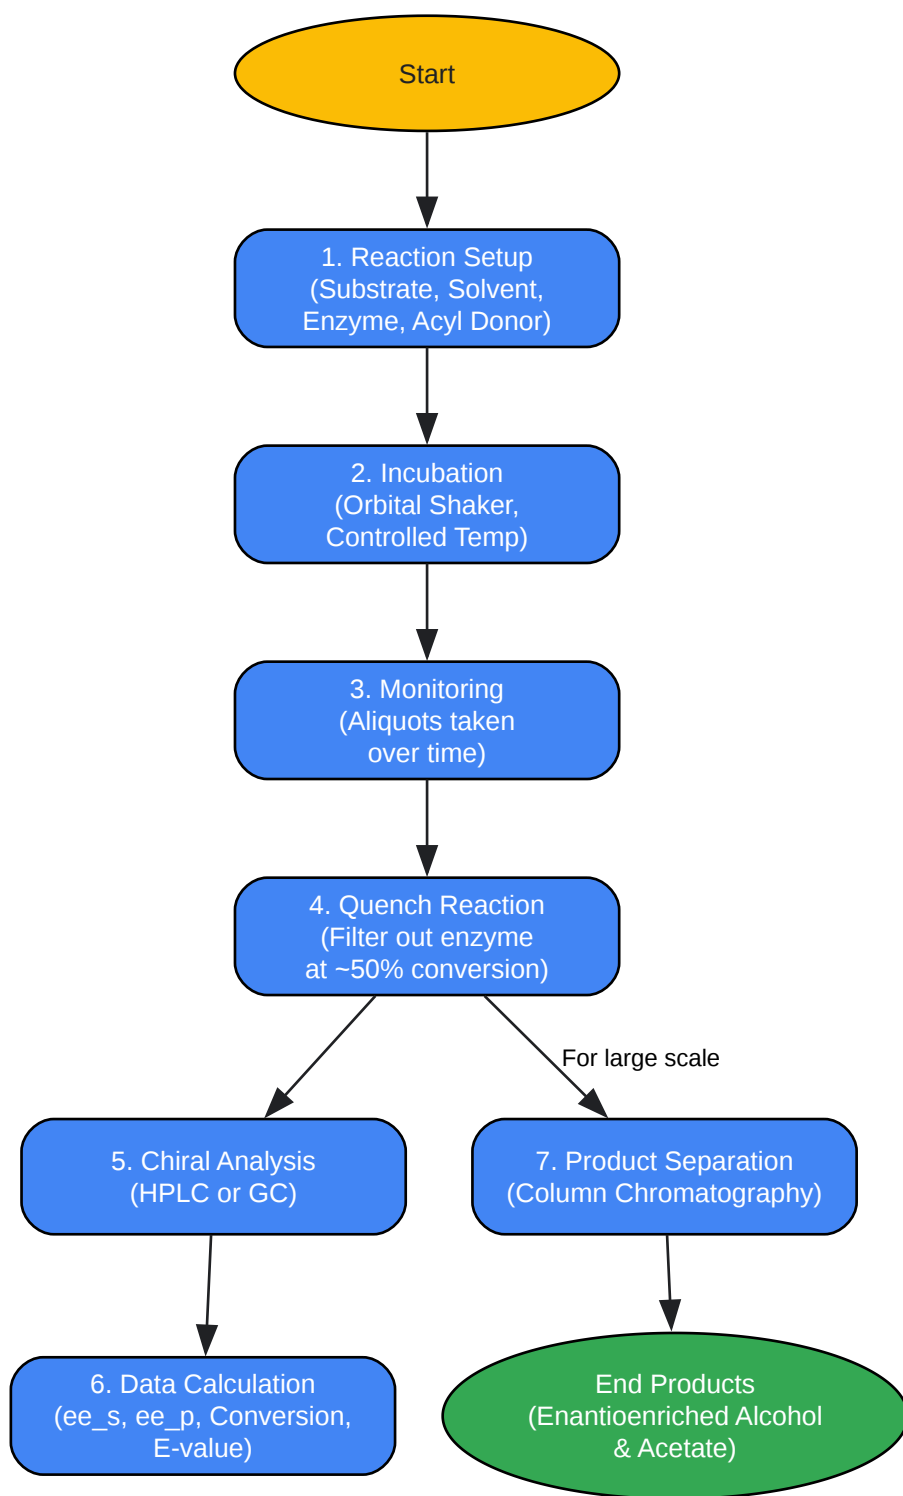 Start
1. Reaction Setup
(Substrate, Solvent,
Enzyme, Acyl Donor)
2. Incubation
(Orbital Shaker,
Controlled Temp)
3. Monitoring
(Aliquots taken
over time)
4. Quench Reaction
(Filter out enzyme
at ~50% conversion)
For large scale
5. Chiral Analysis
(HPLC or GC)
7. Product Separation
(Column Chromatography)
6. Data Calculation
(ee_s, ee_p, Conversion,
E-value)
End Products
(Enantioenriched Alcohol
& Acetate)